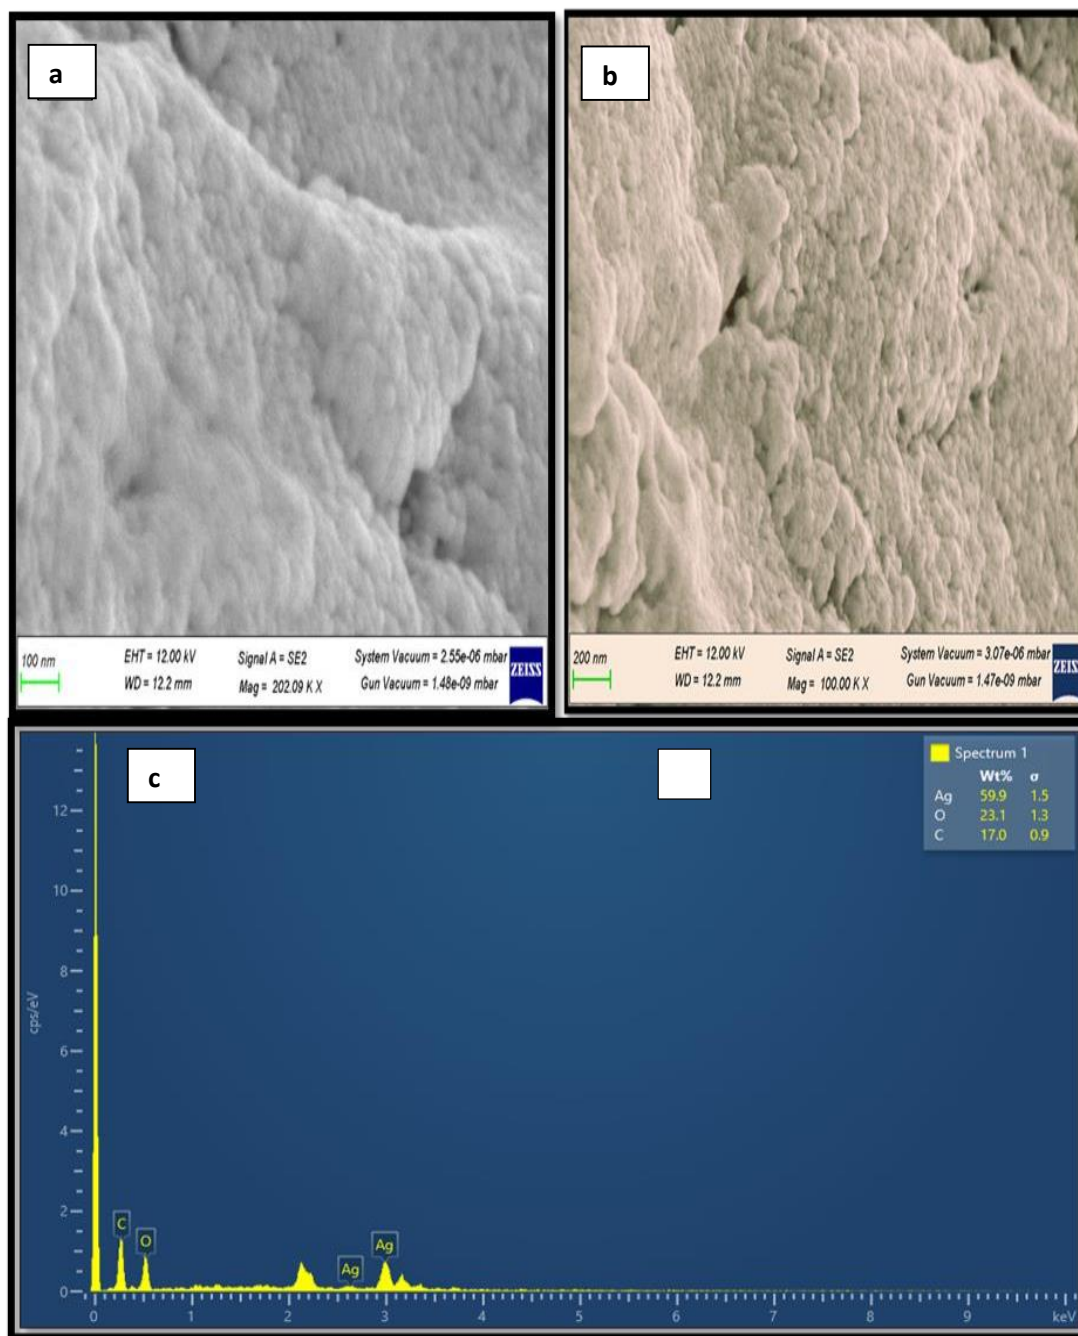 a
100 nm
EHT = 12.00 kV
WD = 12.2 mm
Signal A = SE2
Mag = 202.09 K X
System Vacuum = 2.55e-06 mbar
Gun Vacuum = 1.48e-09 mbar
ZEISS
b
200 nm
EHT = 12.00 kV
WD = 12.2 mm
Signal A = SE2
Mag = 100.00 K X
System Vacuum = 3.07e-06 mbar
Gun Vacuum = 1.47e-09 mbar
ZEISS
c
Spectrum 1
Wt% σ
Ag 59.9 1.5
O 23.1 1.3
C 17.0 0.9
cps/eV
12
10
8
6
4
2
0
C
O
Ag
Ag
0 1 2 3 4 5 6 7 8 9 keV